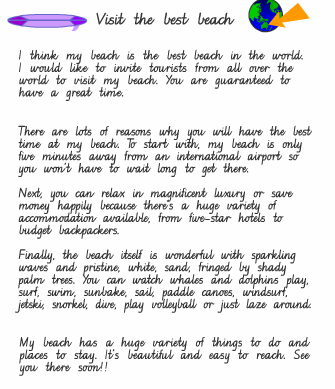 Visit the best beach
I think my beach is the best beach in the world.
I would like to invite tourists from all over the
world to visit my beach. You are guaranteed to
have a great time.
There are lots of reasons why you will have the best
time at my beach. To start with, my beach is only
five minutes away from an international airport so
you won't have to wait long to get there.
Next, you can relax in magnificent luxury or save
money happily because there's a huge variety of
accommodation available, from five-star hotels to
budget backpackers.
Finally, the beach itself is wonderful with sparkling
waves and pristine, white, sand, fringed by shady
palm trees. You can watch whales and dolphins play,
surf, swim, sunbake, sail, paddle canoes, windsurf,
jetski, snorkel, dive, play volleyball or just laze around.
My beach has a huge variety of things to do and
places to stay. It's beautiful and easy to reach. See
you there soon!!